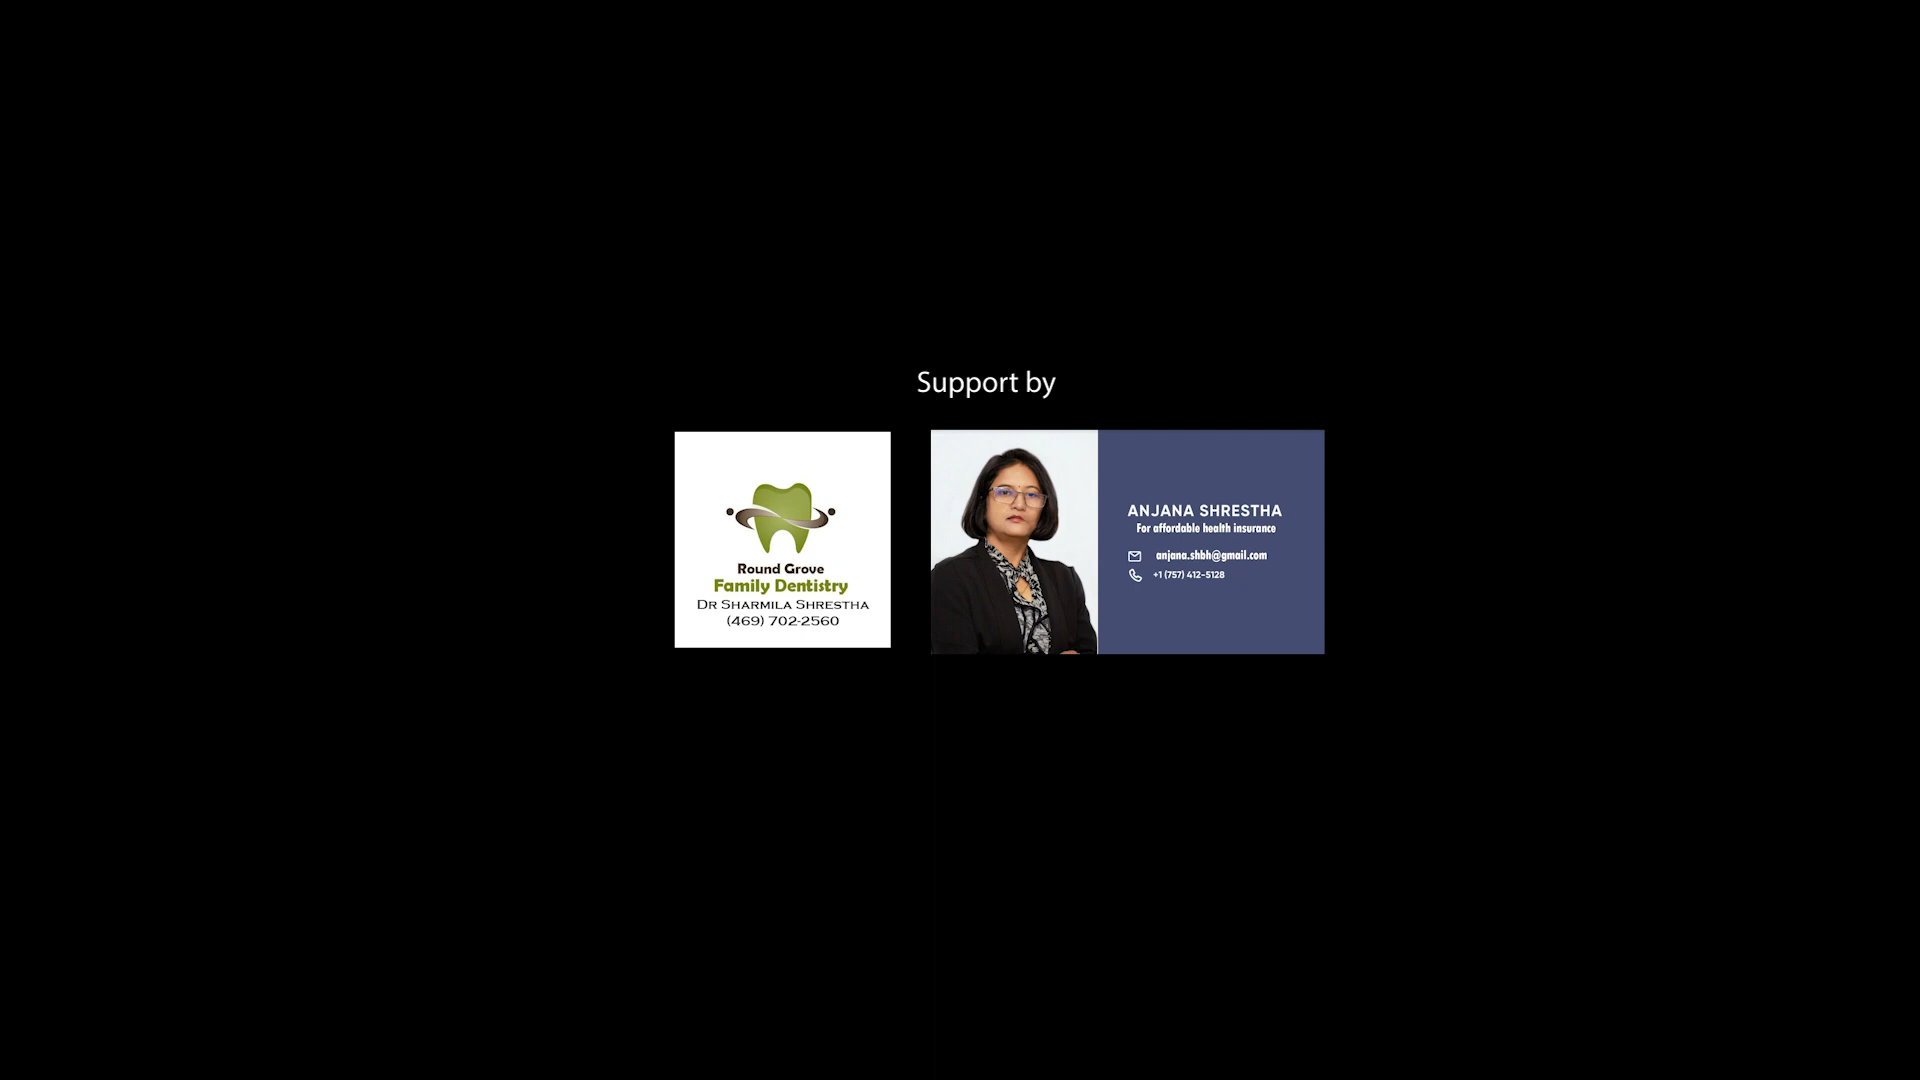 Support by
Round Grove
Family Dentistry
DR SHARMILA SHRESTHA
(469) 702-2560
ANJANA SHRESTHA
For affordable health insurance
anjana.shbh@gmail.com
+1 (757) 412-5128